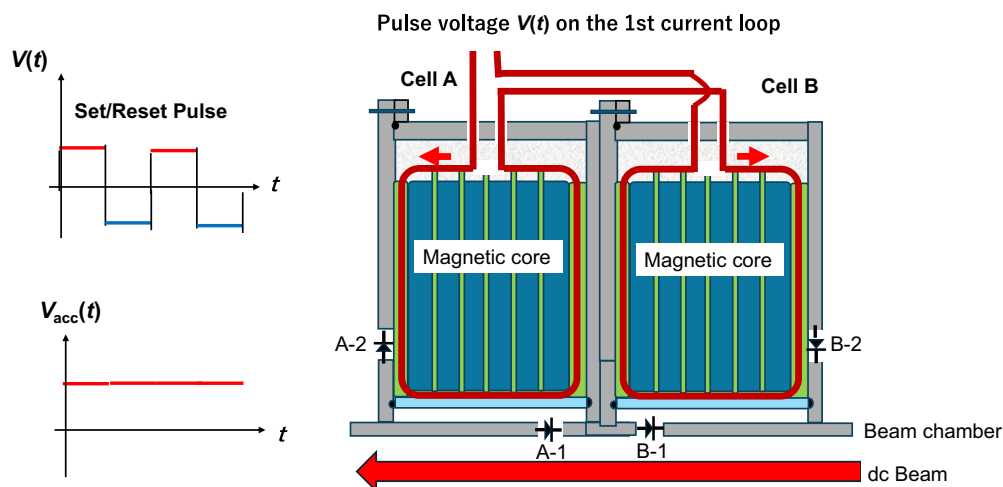 Pulse voltage V(t) on the 1st current loop
V(t)
Set/Reset Pulse
t
Cell A
Cell B
Magnetic core
Magnetic core
Vacc(t)
t
A-2
B-2
A-1
B-1
Beam chamber
dc Beam